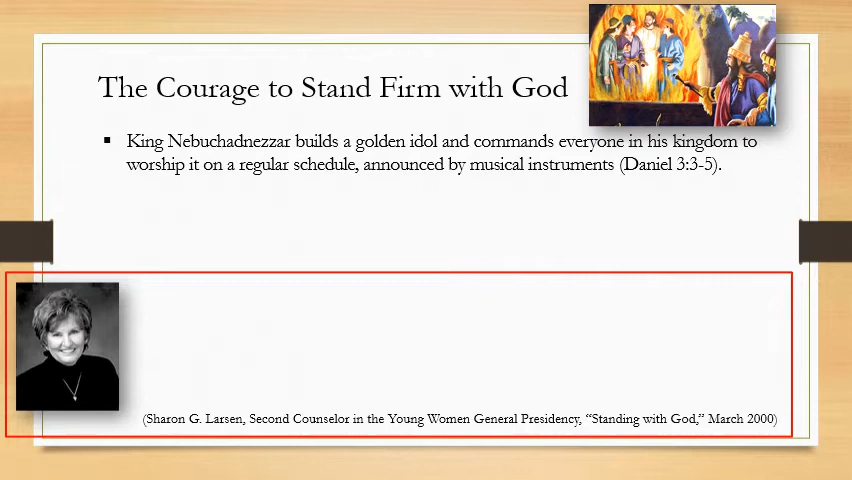 The Courage to Stand Firm with God
▪ King Nebuchadnezzar builds a golden idol and commands everyone in his kingdom to
worship it on a regular schedule, announced by musical instruments (Daniel 3:3-5).
(Sharon G. Larsen, Second Counselor in the Young Women General Presidency, “Standing with God,” March 2000)